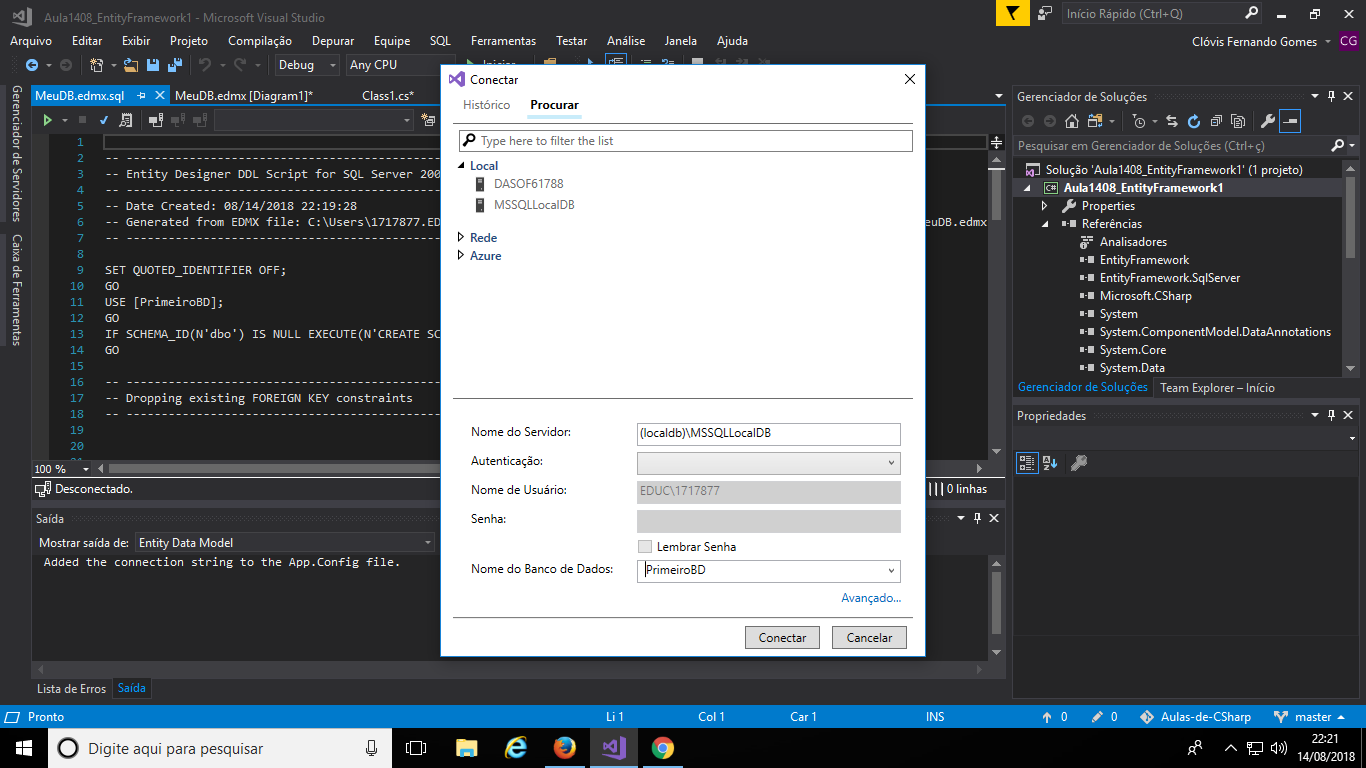 Aula1408_EntityFramework1 - Microsoft Visual Studio
Início Rápido (Ctrl+Q)
Arquivo Editar Exibir Projeto Compilação Depurar Equipe SQL Ferramentas Testar Análise Janela Ajuda
Clóvis Fernando Gomes CG
Debug Any CPU Iniciar
MeuDB.edmx.sql MeuDB.edmx [Diagram1]* Class1.cs*
Gerenciador de Servidores
Caixa de Ferramentas
1
2 -- --------------------------------------------------
3 -- Entity Designer DDL Script for SQL Server 200
4 -- --------------------------------------------------
5 -- Date Created: 08/14/2018 22:19:28
6 -- Generated from EDMX file: C:\Users\1717877.ED
euDB.edmx
7 -- --------------------------------------------------
8
9 SET QUOTED_IDENTIFIER OFF;
10 GO
11 USE [PrimeiroBD];
12 GO
13 IF SCHEMA_ID(N'dbo') IS NULL EXECUTE(N'CREATE SC
14 GO
15
16 -- --------------------------------------------------
17 -- Dropping existing FOREIGN KEY constraints
18 -- --------------------------------------------------
19
20
100 %
Desconectado.
0 linhas
Saída
Mostrar saída de: Entity Data Model
Added the connection string to the App.Config file.
Lista de Erros Saída
Conectar
Histórico Procurar
Type here to filter the list
Local
DASOF61788
MSSQLLocalDB
Rede
Azure
Nome do Servidor: (localdb)\MSSQLLocalDB
Autenticação:
Nome de Usuário: EDUC\1717877
Senha:
Lembrar Senha
Nome do Banco de Dados: PrimeiroBD
Avançado...
Conectar Cancelar
Gerenciador de Soluções
Pesquisar em Gerenciador de Soluções (Ctrl+ç)
Solução 'Aula1408_EntityFramework1' (1 projeto)
C# Aula1408_EntityFramework1
Properties
Referências
Analisadores
EntityFramework
EntityFramework.SqlServer
Microsoft.CSharp
System
System.ComponentModel.DataAnnotations
System.Core
System.Data
Gerenciador de Soluções Team Explorer – Início
Propriedades
Pronto Li 1 Col 1 Car 1 INS 0 0 Aulas-de-CSharp master
Digite aqui para pesquisar
22:21
14/08/2018